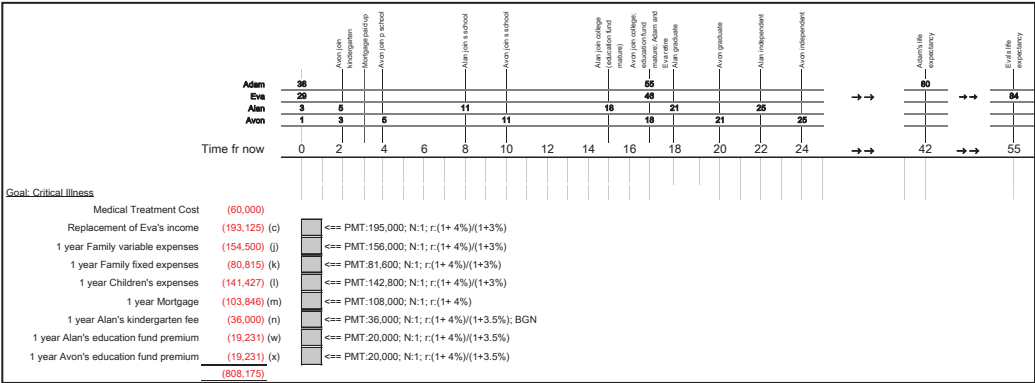 Avon join kindergarten
Mortgage paid up
Avon join p school
Alan join s school
Avon join s school
Alan join college (education fund mature)
Avon join college; education fund mature; Adam and Eva retire
Alan graduate
Avon graduate
Alan independent
Avon independent
Adam's life expectancy
Eva's life expectancy
Adam 38 55 80
Eva 29 46 →→ →→ 84
Alan 3 5 11 18 21 25
Avon 1 3 5 11 18 21 25
Time fr now 0 2 4 6 8 10 12 14 16 18 20 22 24 →→ 42 →→ 55
Goal: Critical Illness
Medical Treatment Cost (60,000)
Replacement of Eva's income (193,125) (c) <== PMT:195,000; N:1; r:(1+ 4%)/(1+3%)
1 year Family variable expenses (154,500) (j) <== PMT:156,000; N:1; r:(1+ 4%)/(1+3%)
1 year Family fixed expenses (80,815) (k) <== PMT:81,600; N:1; r:(1+ 4%)/(1+3%)
1 year Children's expenses (141,427) (l) <== PMT:142,800; N:1; r:(1+ 4%)/(1+3%)
1 year Mortgage (103,846) (m) <== PMT:108,000; N:1; r:(1+ 4%)
1 year Alan's kindergarten fee (36,000) (n) <== PMT:36,000; N:1; r:(1+ 4%)/(1+3.5%); BGN
1 year Alan's education fund premium (19,231) (w) <== PMT:20,000; N:1; r:(1+ 4%)/(1+3.5%)
1 year Avon's education fund premium (19,231) (x) <== PMT:20,000; N:1; r:(1+ 4%)/(1+3.5%)
(808,175)